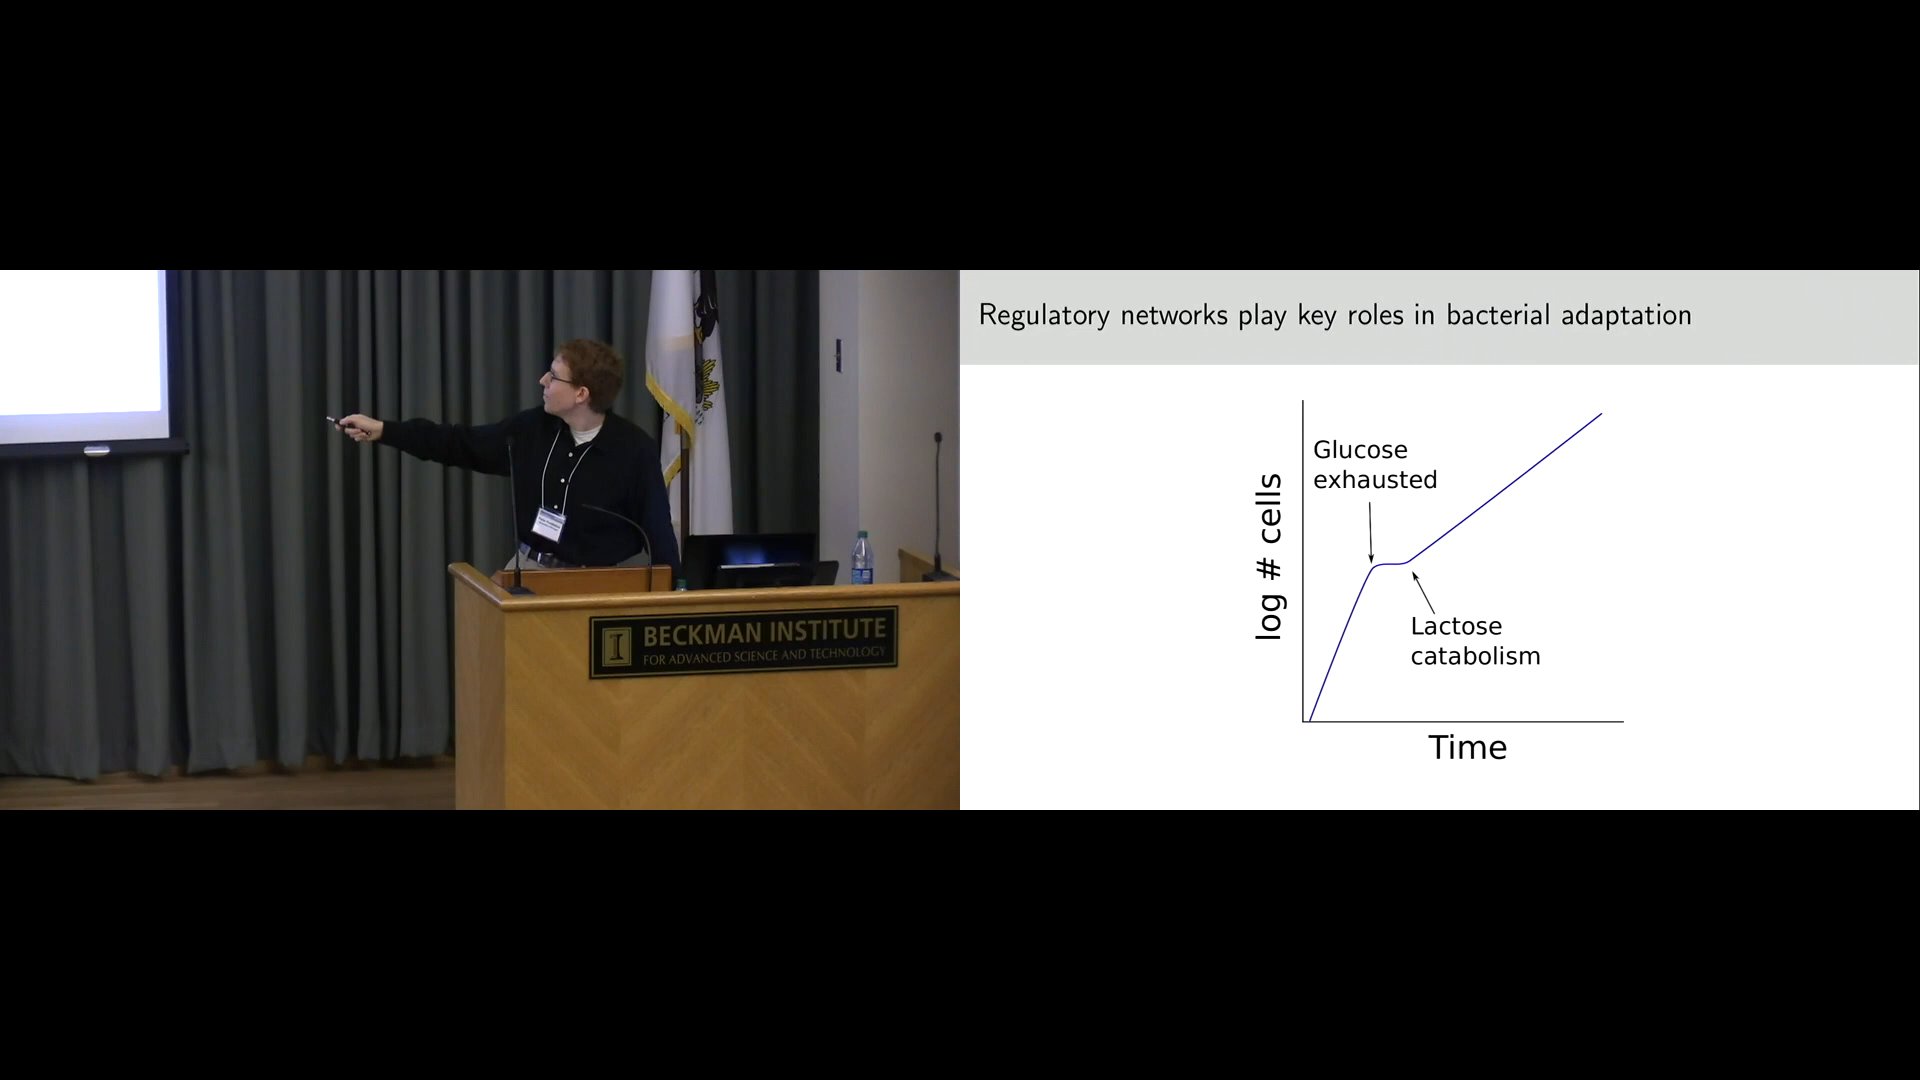 BECKMAN INSTITUTE
FOR ADVANCED SCIENCE AND TECHNOLOGY
Regulatory networks play key roles in bacterial adaptation
Glucose
exhausted
log # cells
Lactose
catabolism
Time